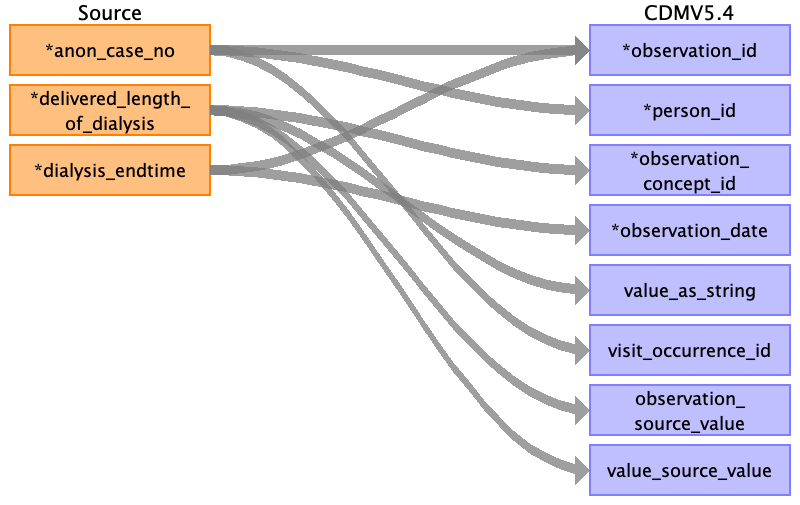 Source
CDMV5.4
*anon_case_no
*observation_id
*delivered_length_
of_dialysis
*person_id
*dialysis_endtime
*observation_
concept_id
*observation_date
value_as_string
visit_occurrence_id
observation_
source_value
value_source_value